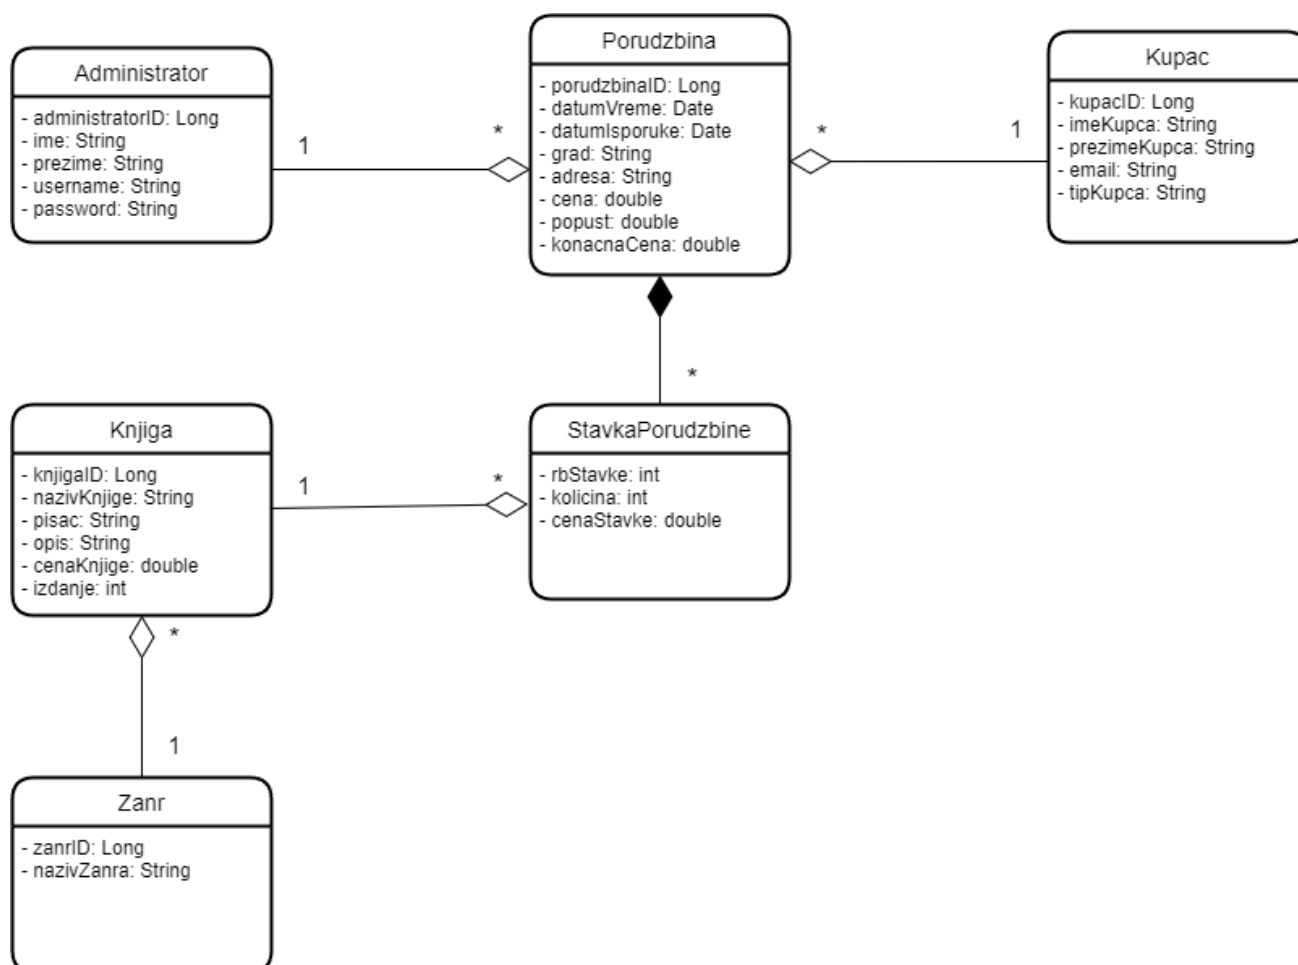 Administrator
- administratorID: Long
- ime: String
- prezime: String
- username: String
- password: String
1
*
Porudzbina
- porudzbinaID: Long
- datumVreme: Date
- datumIsporuke: Date
- grad: String
- adresa: String
- cena: double
- popust: double
- konacnaCena: double
*
1
Kupac
- kupacID: Long
- imeKupca: String
- prezimeKupca: String
- email: String
- tipKupca: String
*
Knjiga
- knjigaID: Long
- nazivKnjige: String
- pisac: String
- opis: String
- cenaKnjige: double
- izdanje: int
1
*
StavkaPorudzbine
- rbStavke: int
- kolicina: int
- cenaStavke: double
*
1
Zanr
- zanrID: Long
- nazivZanra: String